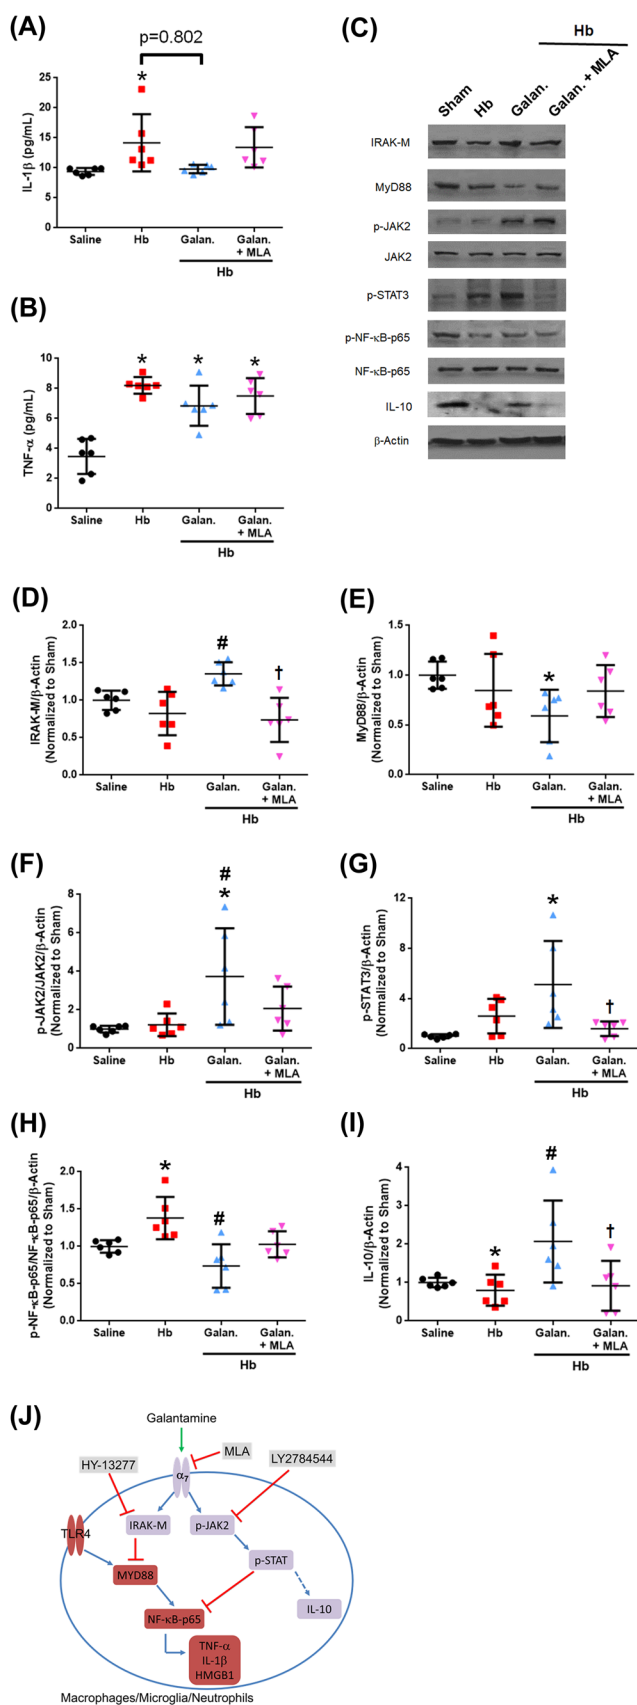 (A)
p=0.802
*
IL-1β (pg/mL)
25
20
15
10
5
0
Saline
Hb
Galan.
Galan.
+ MLA
Hb
(B)
* * *
TNF-α (pg/mL)
10
8
6
4
2
0
Saline
Hb
Galan.
Galan.
+ MLA
Hb
(C)
Hb
Sham
Hb
Galan.
Galan. + MLA
IRAK-M
MyD88
p-JAK2
JAK2
p-STAT3
p-NF-κB-p65
NF-κB-p65
IL-10
β-Actin
(D)
# †
IRAK-M/β-Actin
(Normalized to Sham)
2.0
1.5
1.0
0.5
0.0
Saline
Hb
Galan.
Galan.
+ MLA
Hb
(E)
*
MyD88/β-Actin
(Normalized to Sham)
1.5
1.0
0.5
0.0
Saline
Hb
Galan.
Galan.
+ MLA
Hb
(F)
#
*
p-JAK2/JAK2/β-Actin
(Normalized to Sham)
8
6
4
2
0
Saline
Hb
Galan.
Galan.
+ MLA
Hb
(G)
* †
p-STAT3/β-Actin
(Normalized to Sham)
12
8
4
0
Saline
Hb
Galan.
Galan.
+ MLA
Hb
(H)
* #
p-NF-κB-p65/NF-κB-p65/β-Actin
(Normalized to Sham)
2.0
1.5
1.0
0.5
0.0
Saline
Hb
Galan.
Galan.
+ MLA
Hb
(I)
* # †
IL-10/β-Actin
(Normalized to Sham)
4
3
2
1
0
Saline
Hb
Galan.
Galan.
+ MLA
Hb
(J)
Galantamine
MLA
HY-13277
LY2784544
α7
TLR4
IRAK-M
p-JAK2
MYD88
p-STAT
NF-κB-p65
IL-10
TNF-α
IL-1β
HMGB1
Macrophages/Microglia/Neutrophils